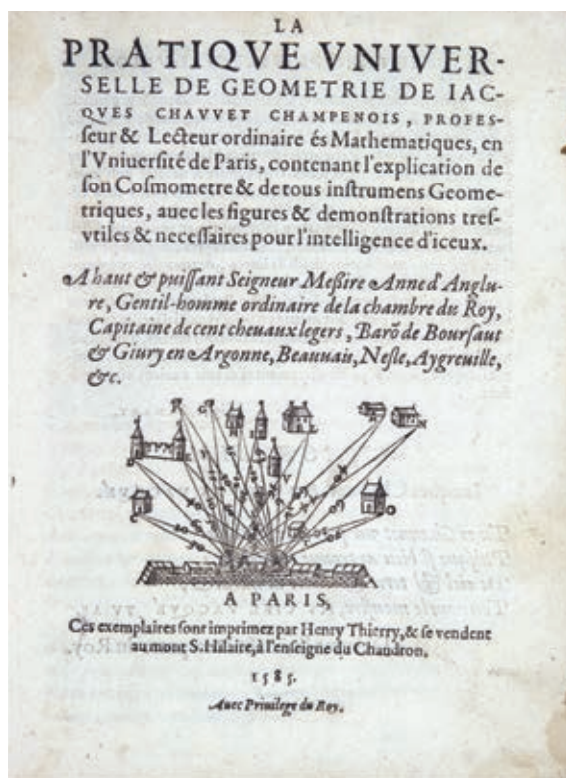 LA
PRATIQVE VNIVER-
SELLE DE GEOMETRIE DE IAC-
QVES CHAVVET CHAMPENOIS, PROFES-
ſeur & Lecteur ordinaire és Mathematiques, en
l'Vniuerſité de Paris, contenant l'explication de
ſon Coſmometre & de tous inſtrumens Geome-
triques, auec les figures & demonſtrations treſ-
vtiles & neceſſaires pour l'intelligence d'iceux.
A haut & puiſſant Seigneur Meſſire Anne d'Anglu-
re, Gentil-homme ordinaire de la chambre du Roy,
Capitaine de cent cheuaux legers, Barõ de Bourſaut
& Giury en Argonne, Beauuais, Neſle, Aygreuille,
&c.
A PARIS,
Ces exemplaires ſont imprimez par Henry Thierry, & ſe vendent
au mont S. Hilaire, à l'enſeigne du Chaudron.
1585.
Auec Priuilege du Roy.